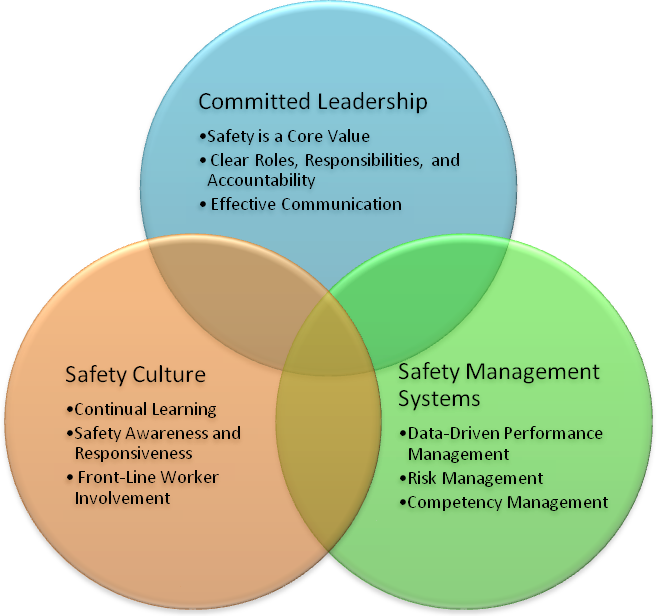 Committed Leadership
•Safety is a Core Value
• Clear Roles, Responsibilities, and
Accountability
• Effective Communication
Safety Culture
•Continual Learning
•Safety Awareness and
Responsiveness
• Front-Line Worker
Involvement
Safety Management
Systems
•Data-Driven Performance
Management
•Risk Management
•Competency Management